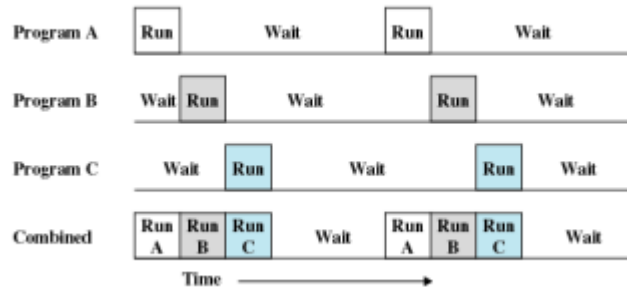 Program A Run Wait Run Wait
Program B Wait Run Wait Run Wait
Program C Wait Run Wait Run Wait
Combined Run A Run B Run C Wait Run A Run B Run C Wait
Time